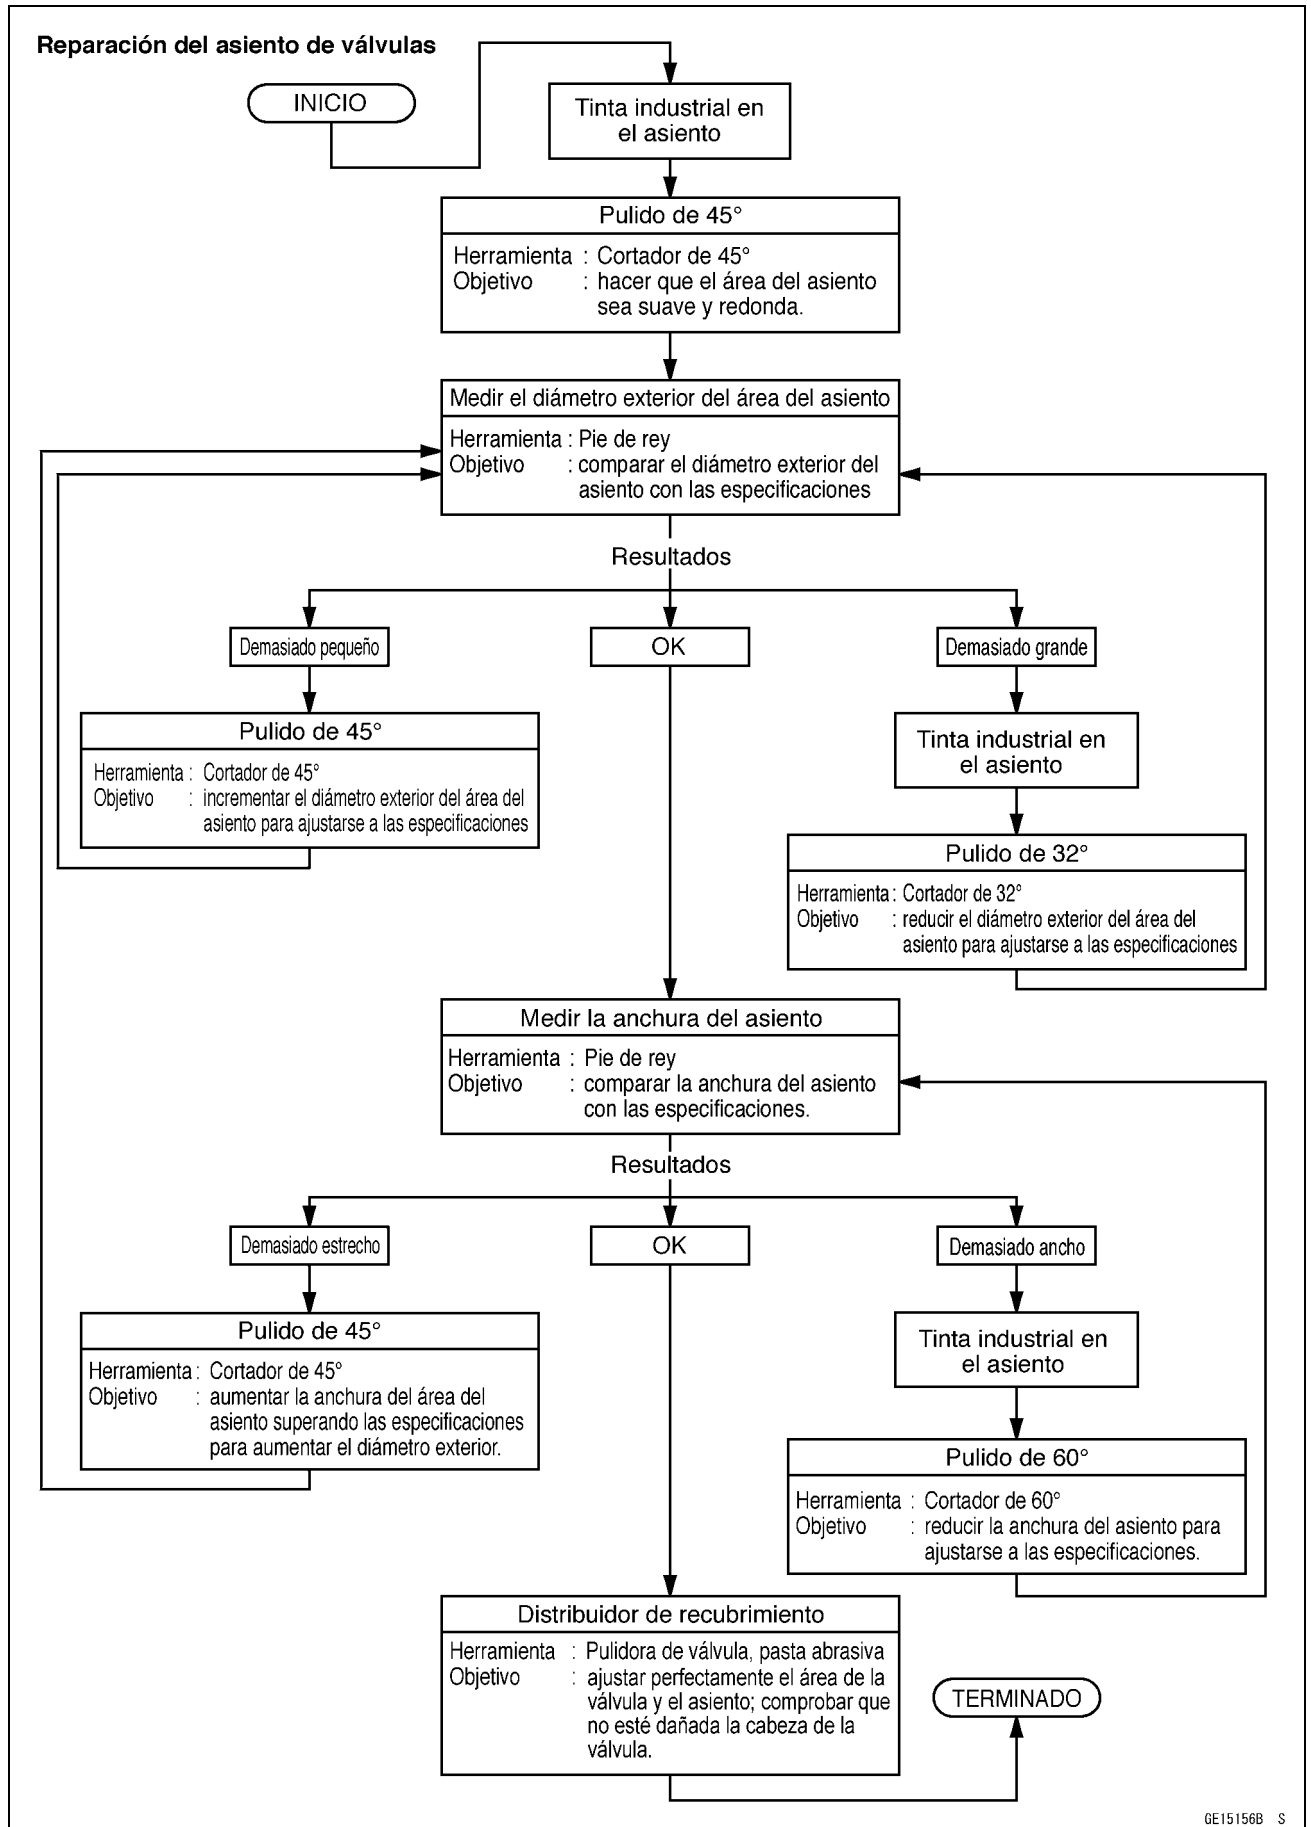 Reparación del asiento de válvulas
INICIO
Tinta industrial en
el asiento
Pulido de 45°
Herramienta : Cortador de 45°
Objetivo : hacer que el área del asiento
sea suave y redonda.
Medir el diámetro exterior del área del asiento
Herramienta : Pie de rey
Objetivo : comparar el diámetro exterior del
asiento con las especificaciones
Resultados
Demasiado pequeño
OK
Demasiado grande
Pulido de 45°
Herramienta : Cortador de 45°
Objetivo : incrementar el diámetro exterior del área del
asiento para ajustarse a las especificaciones
Tinta industrial en
el asiento
Pulido de 32°
Herramienta : Cortador de 32°
Objetivo : reducir el diámetro exterior del área del
asiento para ajustarse a las especificaciones
Medir la anchura del asiento
Herramienta : Pie de rey
Objetivo : comparar la anchura del asiento
con las especificaciones.
Resultados
Demasiado estrecho
OK
Demasiado ancho
Pulido de 45°
Herramienta : Cortador de 45°
Objetivo : aumentar la anchura del área del
asiento superando las especificaciones
para aumentar el diámetro exterior.
Tinta industrial en
el asiento
Pulido de 60°
Herramienta : Cortador de 60°
Objetivo : reducir la anchura del asiento para
ajustarse a las especificaciones.
Distribuidor de recubrimiento
Herramienta : Pulidora de válvula, pasta abrasiva
Objetivo : ajustar perfectamente el área de la
válvula y el asiento; comprobar que
no esté dañada la cabeza de la
válvula.
TERMINADO
GE15156B S